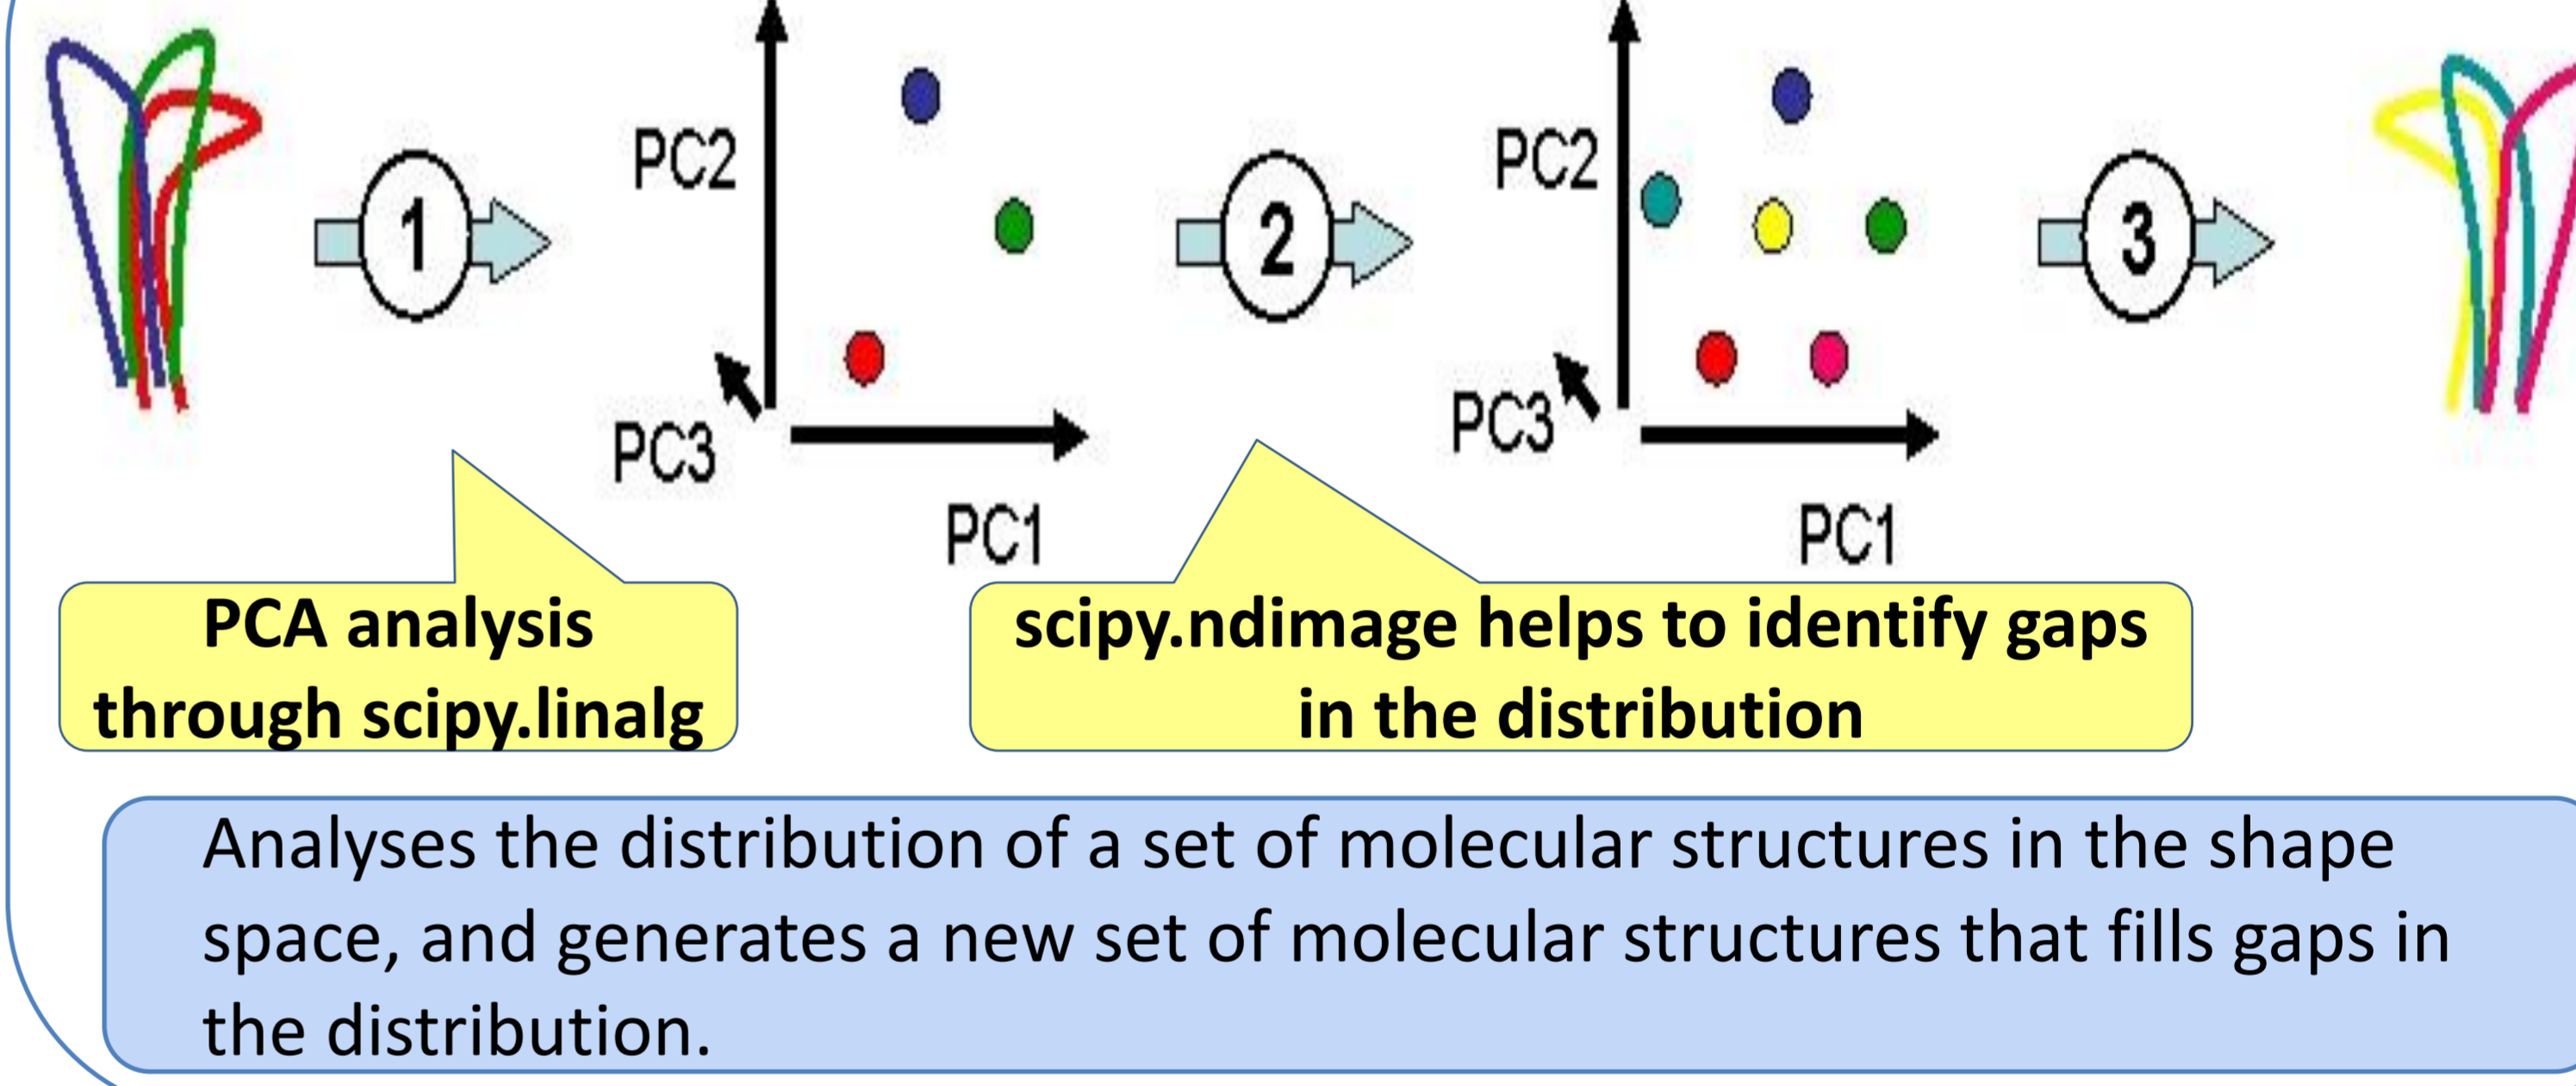 1
PC2
PC3
PC1
2
PC2
PC3
PC1
3
PCA analysis
through scipy.linalg
scipy.ndimage helps to identify gaps
in the distribution
Analyses the distribution of a set of molecular structures in the shape
space, and generates a new set of molecular structures that fills gaps in
the distribution.